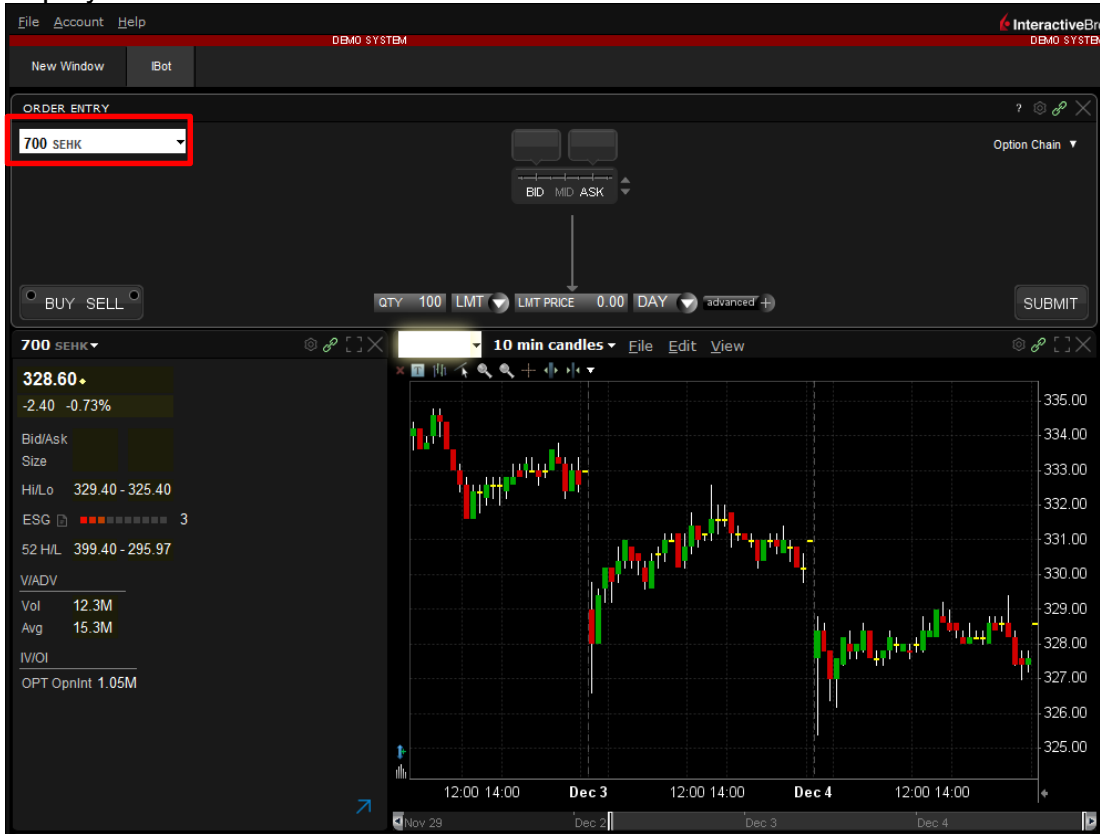 File Account Help
InteractiveBr
DEMO SYSTEM
DEMO SYSTEM
New Window IBot
ORDER ENTRY ?
700 SEHK
Option Chain ▼
BID MID ASK
BUY SELL
QTY 100 LMT LMT PRICE 0.00 DAY advanced +
SUBMIT
700 SEHK
10 min candles File Edit View
328.60
-2.40 -0.73%
Bid/Ask
Size
Hi/Lo 329.40 - 325.40
ESG 3
52 H/L 399.40 - 295.97
V/ADV
Vol 12.3M
Avg 15.3M
IV/OI
OPT OpnInt 1.05M
335.00
334.00
333.00
332.00
331.00
330.00
329.00
328.00
327.00
326.00
325.00
12:00 14:00 Dec 3 12:00 14:00 Dec 4 12:00 14:00
Nov 29 Dec 2 Dec 3 Dec 4